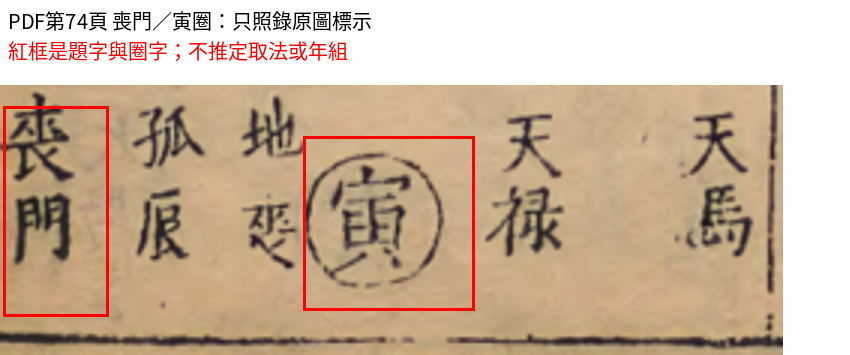 PDF第74頁 喪門／寅圈：只照錄原圖標示
紅框是題字與圈字；不推定取法或年組
天馬
天禄
寅
地喪
孤辰
喪門